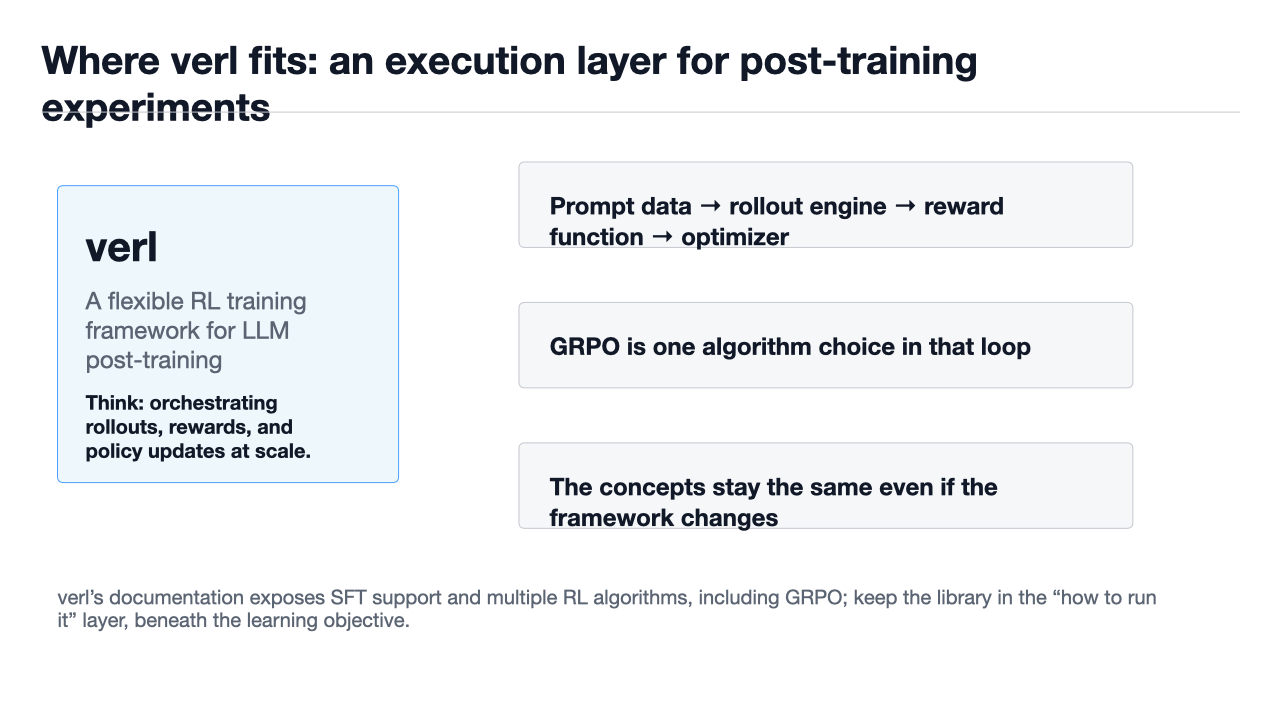 Where verl fits: an execution layer for post-training
experiments
verl
A flexible RL training
framework for LLM
post-training
Think: orchestrating
rollouts, rewards, and
policy updates at scale.
Prompt data → rollout engine → reward
function → optimizer
GRPO is one algorithm choice in that loop
The concepts stay the same even if the
framework changes
verl’s documentation exposes SFT support and multiple RL algorithms, including GRPO; keep the library in the “how to run
it” layer, beneath the learning objective.